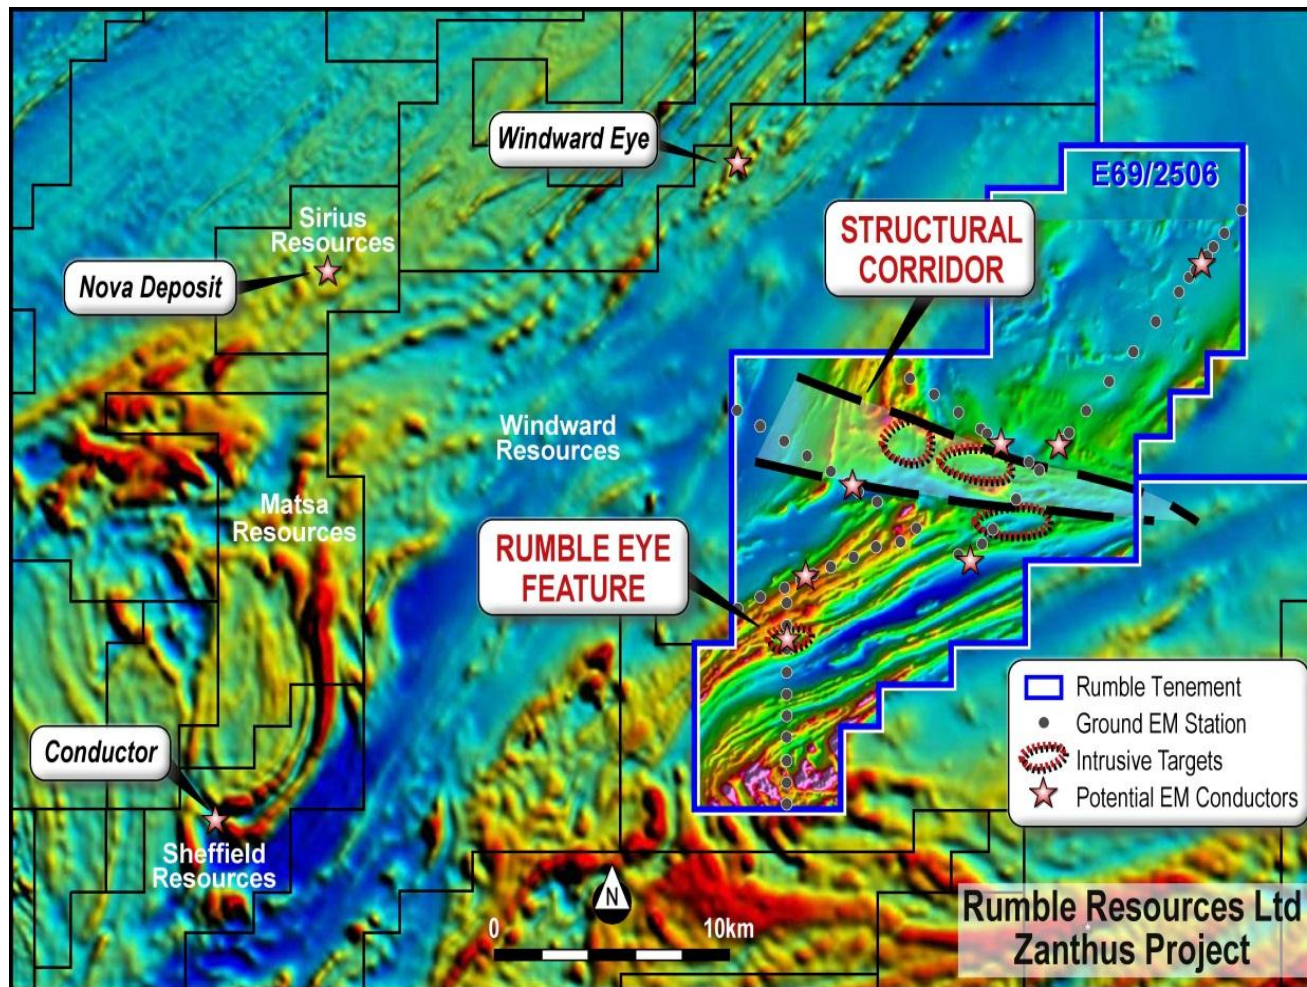 Windward Eye
E69/2506
STRUCTURAL
CORRIDOR
Sirius
Resources
Nova Deposit
Windward
Resources
Matsa
Resources
RUMBLE EYE
FEATURE
Conductor
Sheffield
Resources
Rumble Tenement
Ground EM Station
Intrusive Targets
Potential EM Conductors
N
0 10km
Rumble Resources Ltd
Zanthus Project